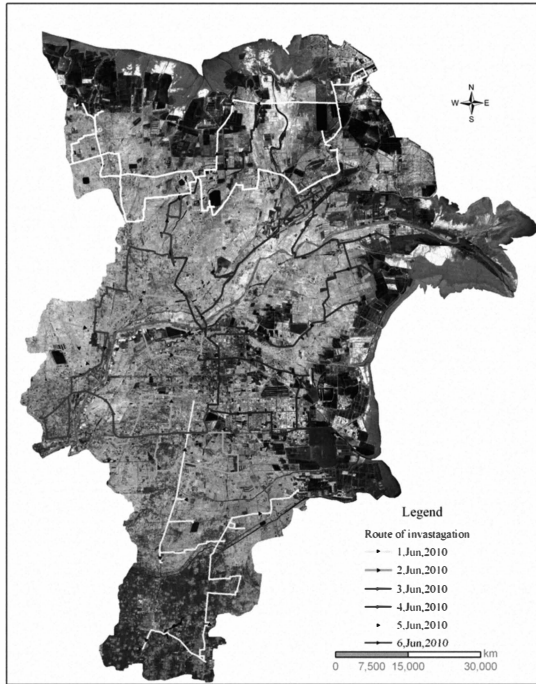 N
W E
S
Legend
Route of invastagation
1,Jun,2010
2,Jun,2010
3,Jun,2010
4,Jun,2010
5,Jun,2010
6,Jun,2010
km
0 7,500 15,000 30,000